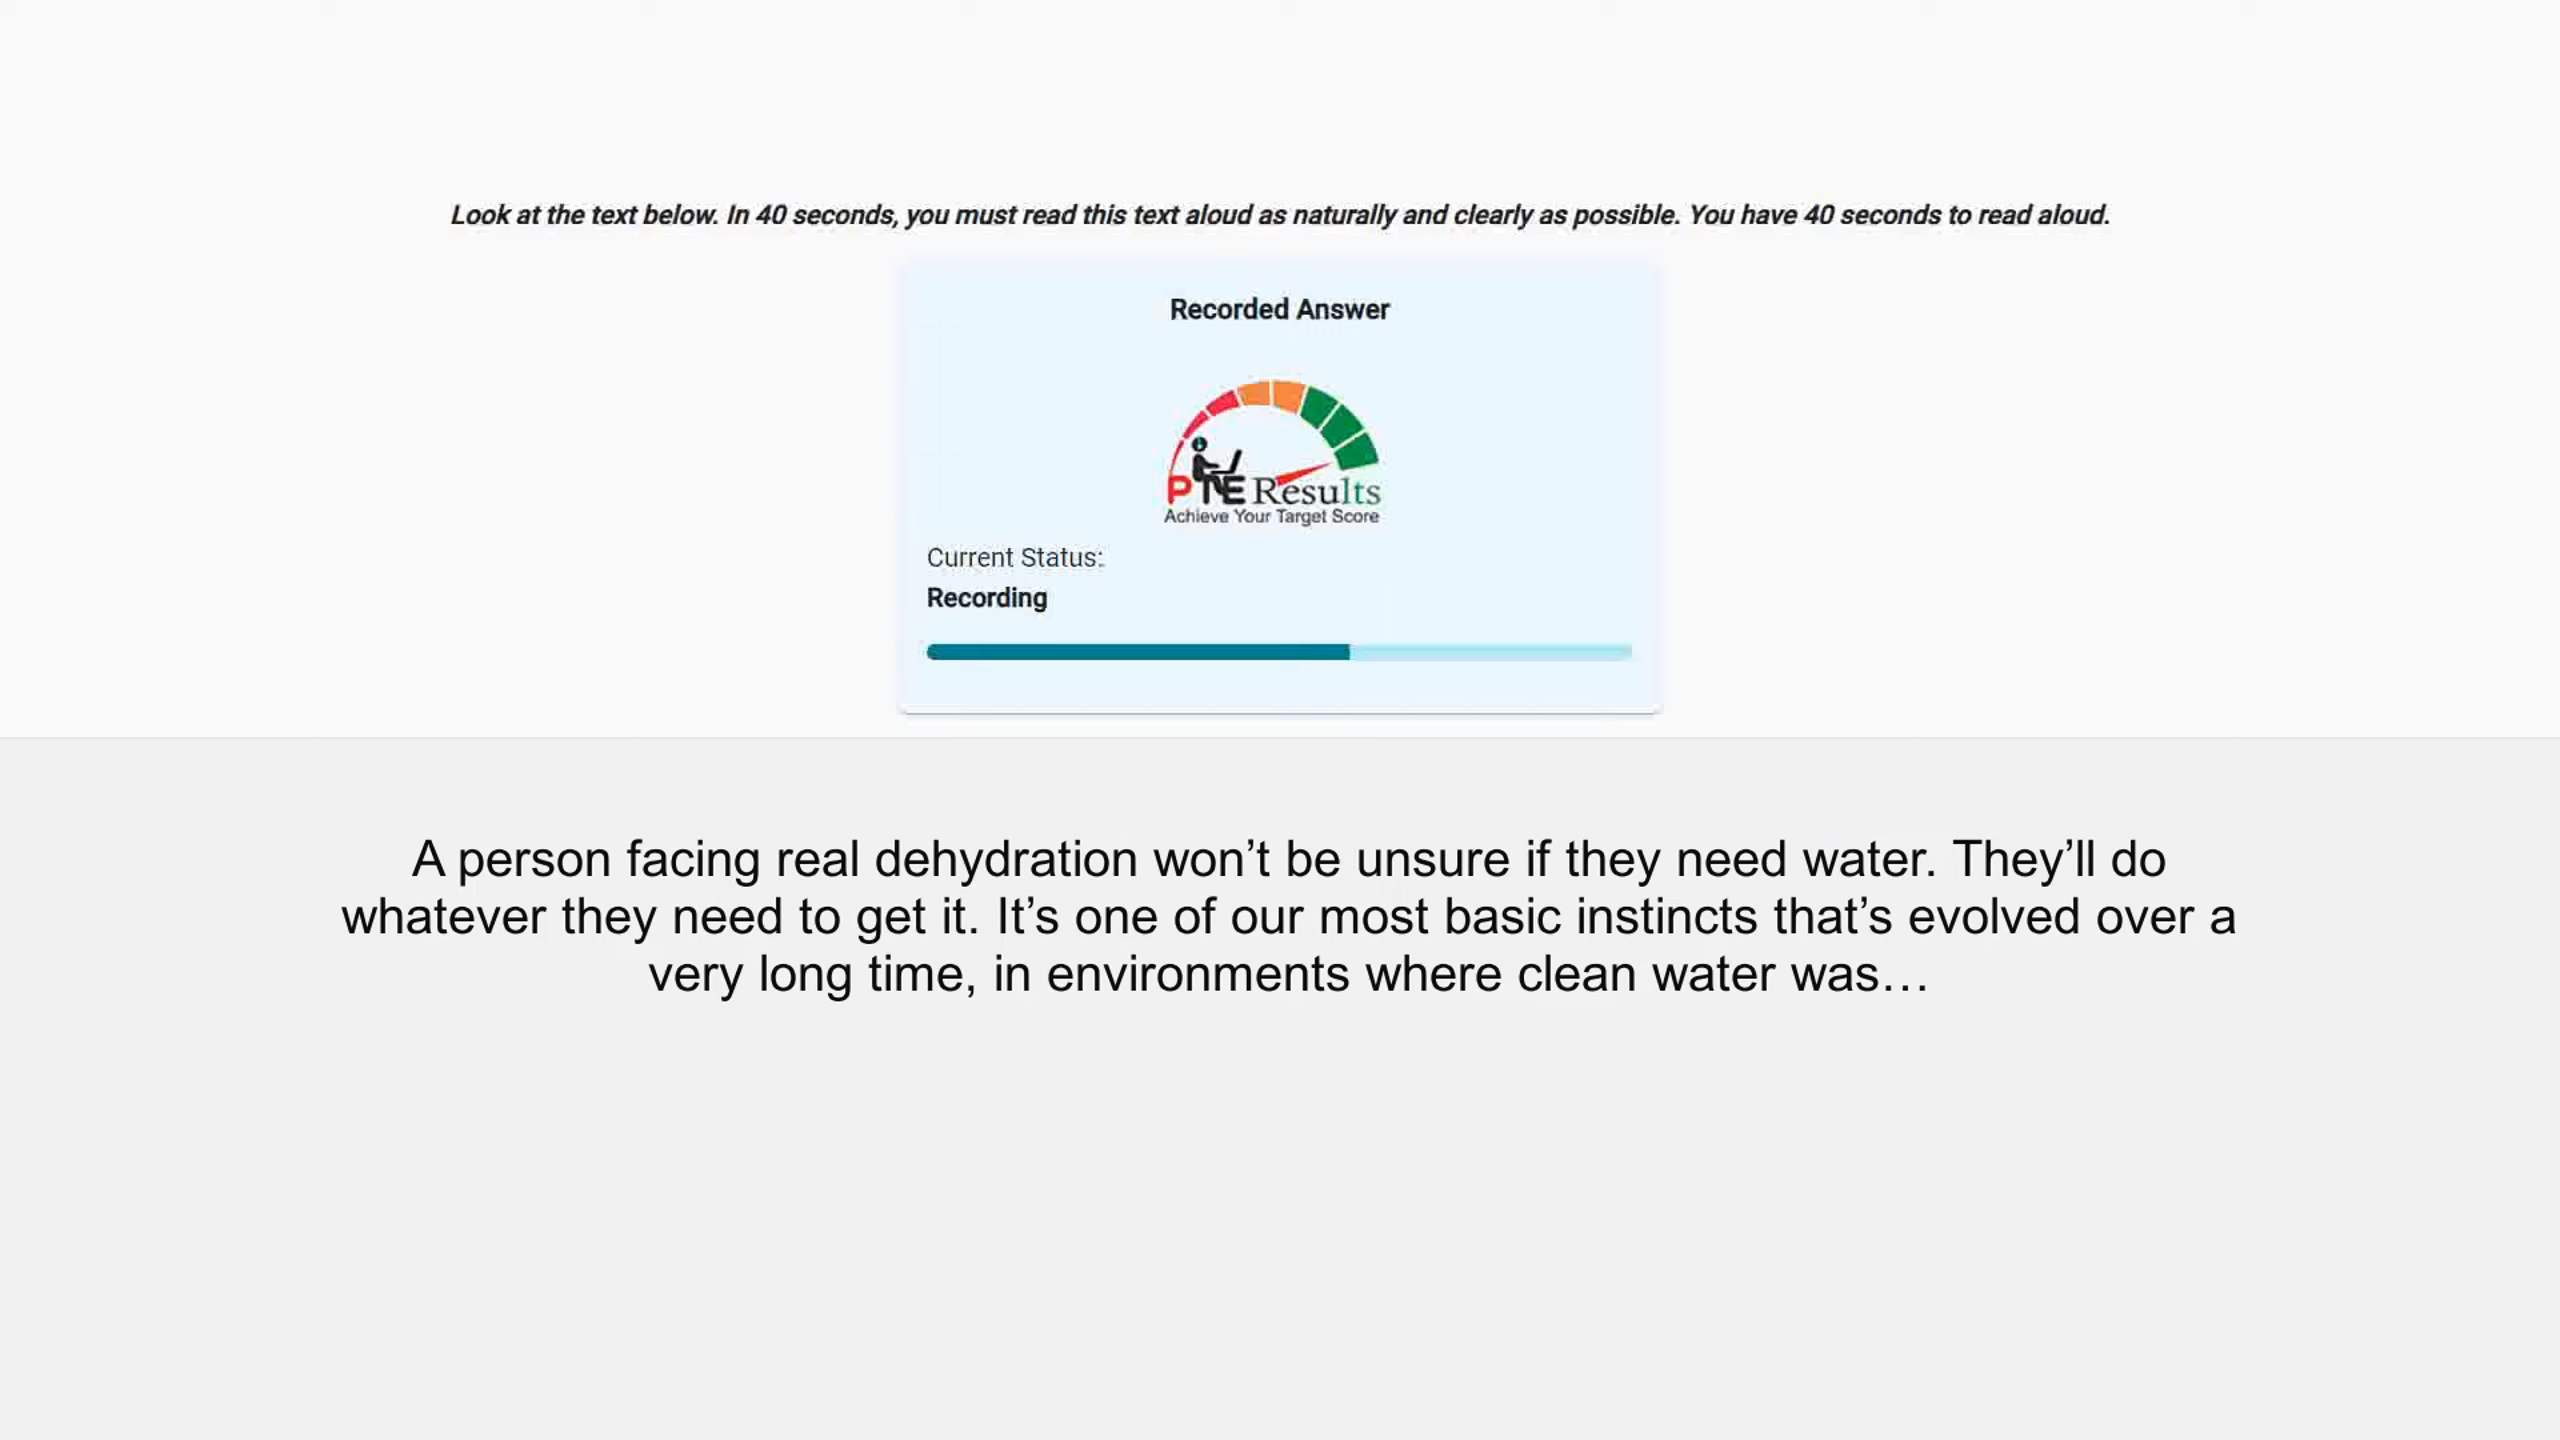 Look at the text below. In 40 seconds, you must read this text aloud as naturally and clearly as possible. You have 40 seconds to read aloud.
Recorded Answer
PTE Results
Achieve Your Target Score
Current Status:
Recording
A person facing real dehydration won’t be unsure if they need water. They’ll do
whatever they need to get it. It’s one of our most basic instincts that’s evolved over a
very long time, in environments where clean water was…